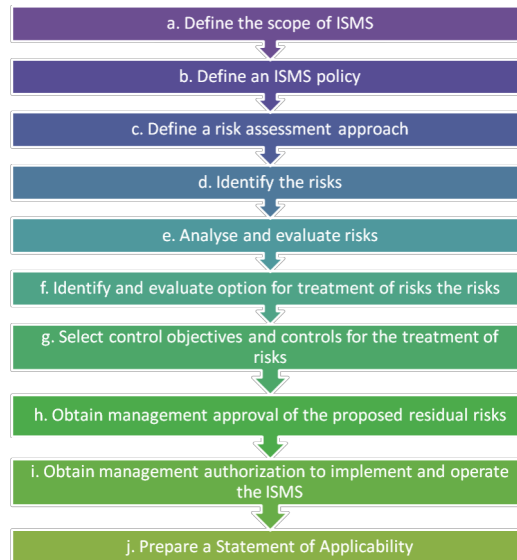 a. Define the scope of ISMS
b. Define an ISMS policy
c. Define a risk assessment approach
d. Identify the risks
e. Analyse and evaluate risks
f. Identify and evaluate option for treatment of risks the risks
g. Select control objectives and controls for the treatment of
risks
h. Obtain management approval of the proposed residual risks
i. Obtain management authorization to implement and operate
the ISMS
j. Prepare a Statement of Applicability